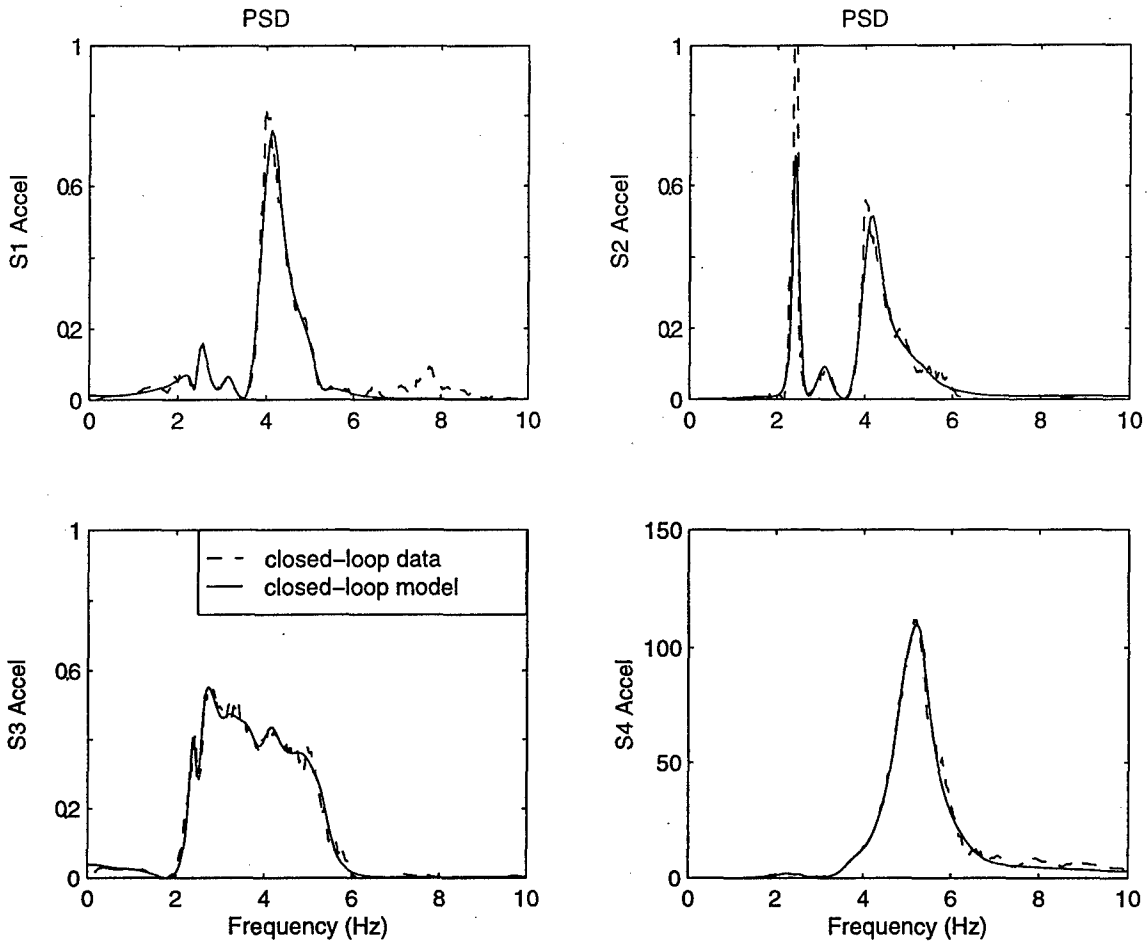 PSD
PSD
1
0.6
0.2
0
S1 Accel
0 2 4 6 8 10
1
0.6
0.2
0
S2 Accel
0 2 4 6 8 10
1
0.6
0.2
0
S3 Accel
closed-loop data
closed-loop model
0 2 4 6 8 10
Frequency (Hz)
150
100
50
0
S4 Accel
0 2 4 6 8 10
Frequency (Hz)